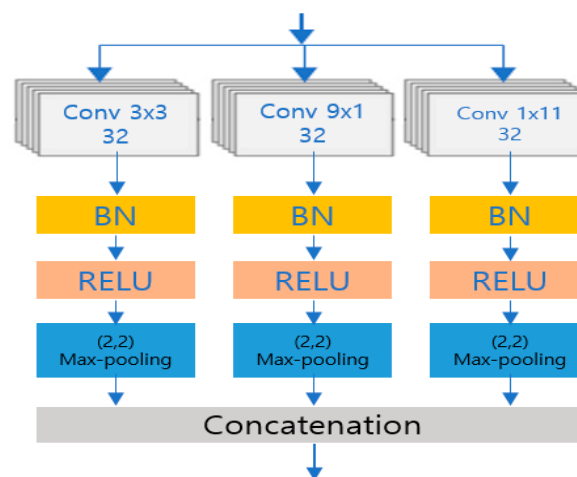 Conv 3x3
32
Conv 9x1
32
Conv 1x11
32
BN
BN
BN
RELU
RELU
RELU
(2,2)
Max-pooling
(2,2)
Max-pooling
(2,2)
Max-pooling
Concatenation